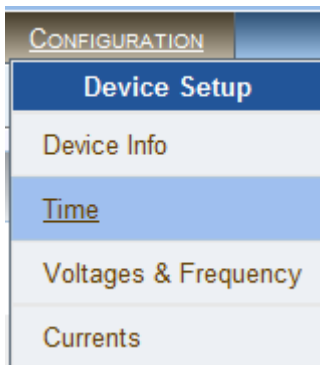 CONFIGURATION
Device Setup
Device Info
Time
Voltages & Frequency
Currents